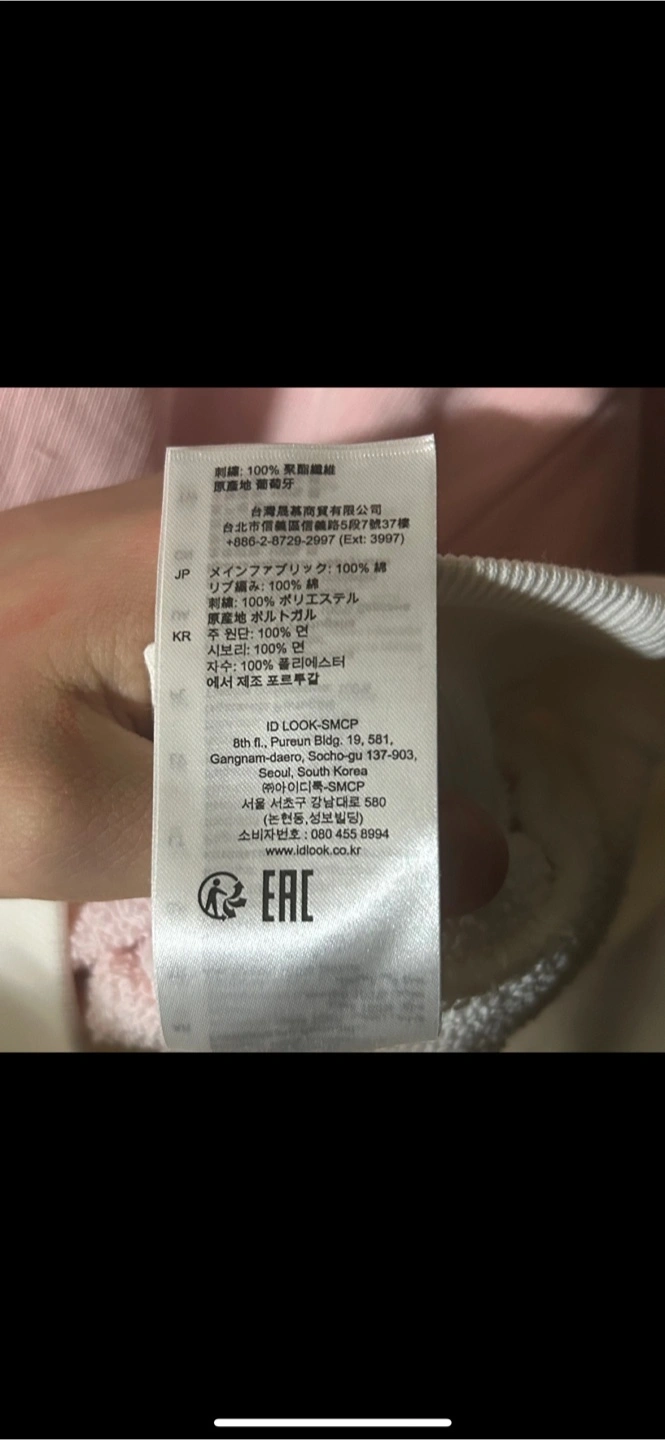 刺繡: 100% 聚酯纖維
原產地 葡萄牙
台灣晟慕商貿有限公司
台北市信義區信義路5段7號37樓
+886-2-8729-2997 (Ext: 3997)
JP メインファブリック: 100% 綿
リブ編み: 100% 綿
刺繍: 100% ポリエステル
原産地 ポルトガル
KR 주 원단: 100% 면
시보리: 100% 면
자수: 100% 폴리에스터
에서 제조 포르투갈
ID LOOK-SMCP
8th fl., Pureun Bldg. 19, 581,
Gangnam-daero, Socho-gu 137-903,
Seoul, South Korea
㈜아이디룩-SMCP
서울 서초구 강남대로 580
(논현동,성보빌딩)
소비자번호 : 080 455 8994
www.idlook.co.kr
EAC